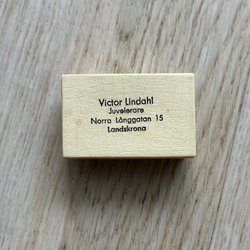 Victor Lindahl
Juvelerare
Norra Långgatan 15
Landskrona